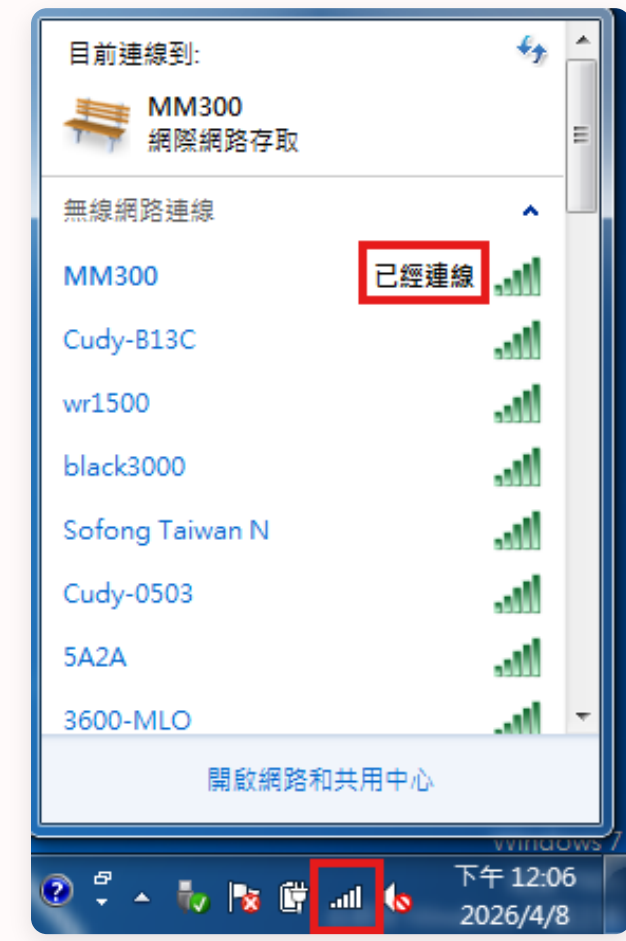 目前連線到:
MM300
網際網路存取
無線網路連線
MM300 已經連線
Cudy-B13C
wr1500
black3000
Sofong Taiwan N
Cudy-0503
5A2A
3600-MLO
開啟網路和共用中心
Windows 7
下午 12:06
2026/4/8